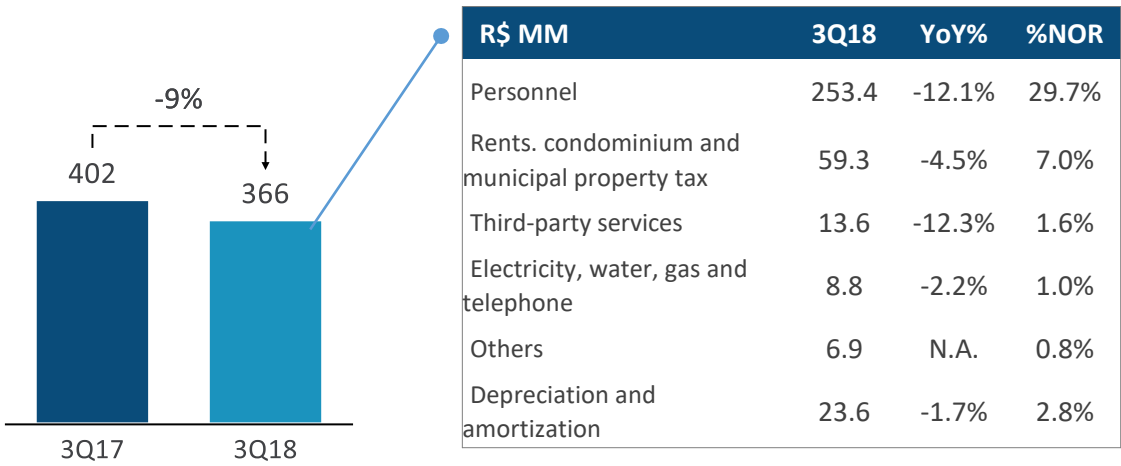 -9%
402
366
3Q17
3Q18
R$ MM 3Q18 YoY% %NOR
Personnel 253.4 -12.1% 29.7%
Rents. condominium and
municipal property tax 59.3 -4.5% 7.0%
Third-party services 13.6 -12.3% 1.6%
Electricity, water, gas and
telephone 8.8 -2.2% 1.0%
Others 6.9 N.A. 0.8%
Depreciation and
amortization 23.6 -1.7% 2.8%